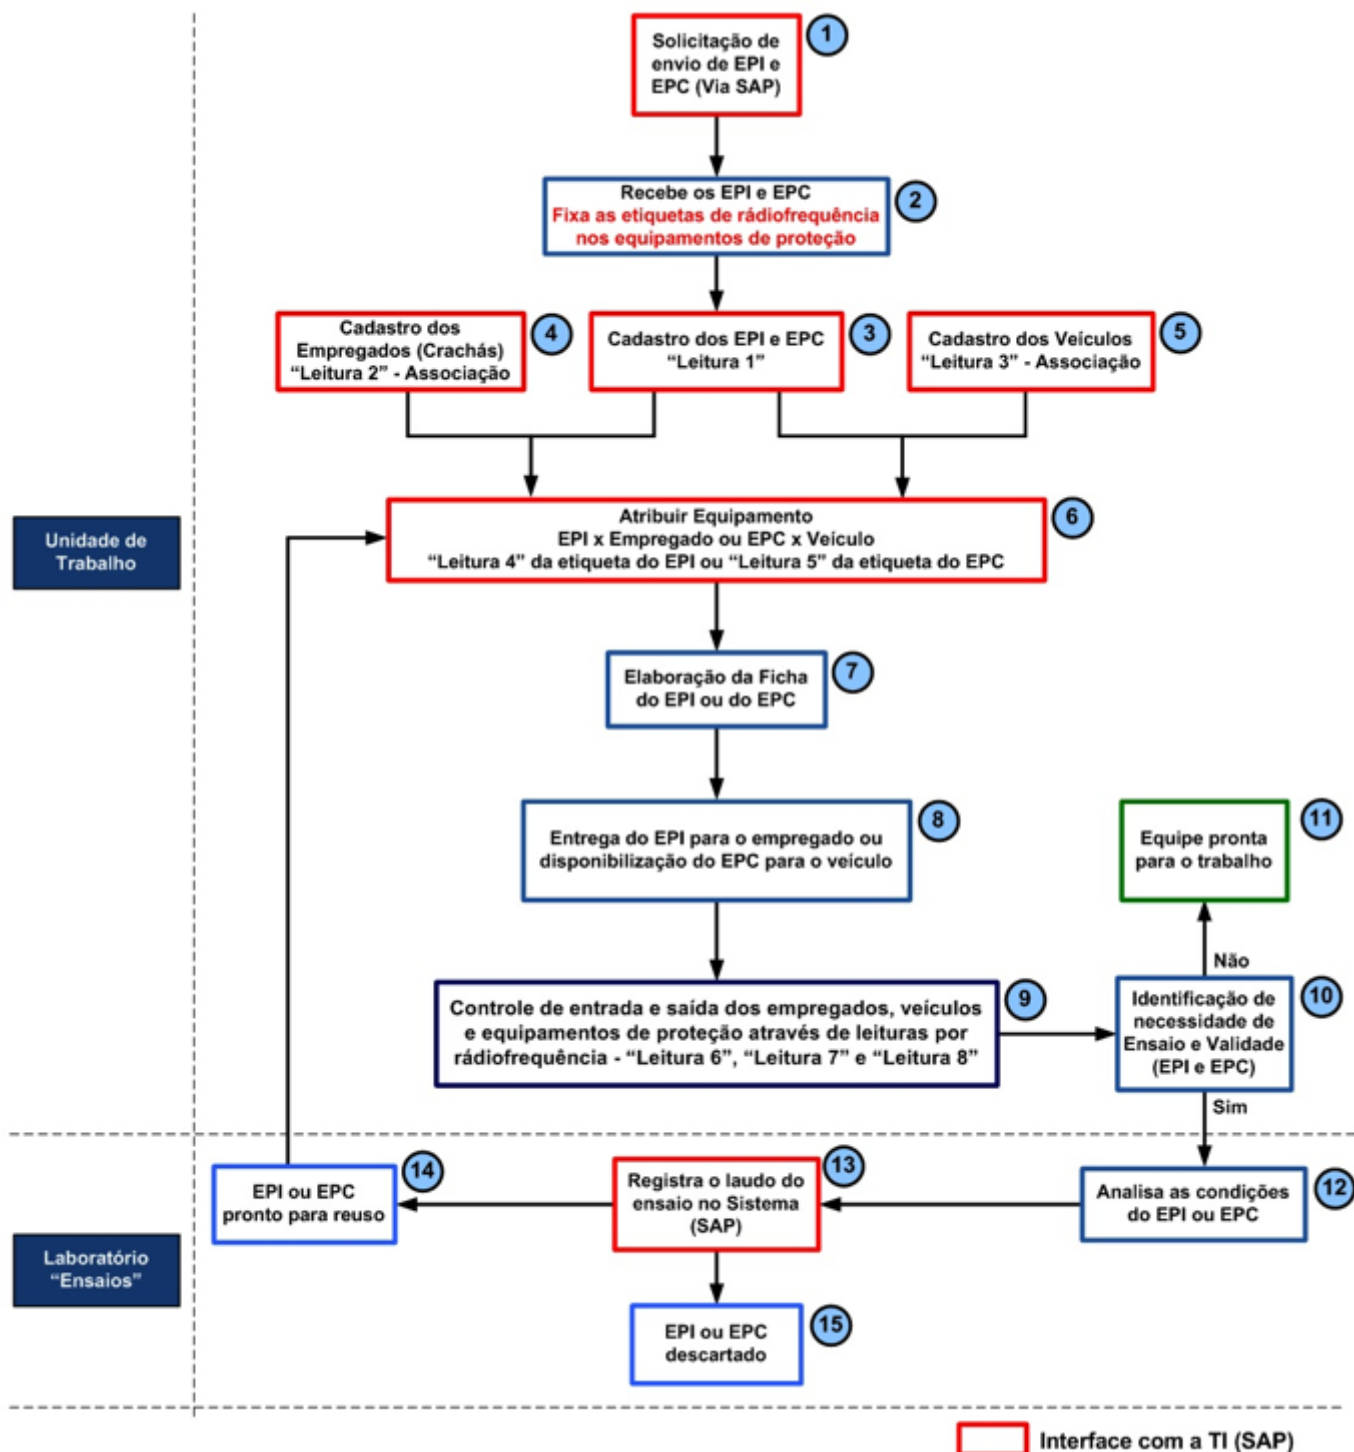 1
Solicitação de
envio de EPI e
EPC (Via SAP)
2
Recebe os EPI e EPC
Fixa as etiquetas de rádiofrequência
nos equipamentos de proteção
4
Cadastro dos
Empregados (Crachás)
“Leitura 2” - Associação
3
Cadastro dos EPI e EPC
“Leitura 1”
5
Cadastro dos Veículos
“Leitura 3” - Associação
6
Atribuir Equipamento
EPI x Empregado ou EPC x Veículo
“Leitura 4” da etiqueta do EPI ou “Leitura 5” da etiqueta do EPC
Unidade de
Trabalho
7
Elaboração da Ficha
do EPI ou do EPC
8
Entrega do EPI para o empregado ou
disponibilização do EPC para o veículo
11
Equipe pronta
para o trabalho
Não
9
Controle de entrada e saída dos empregados, veículos
e equipamentos de proteção através de leituras por
rádiofrequência - “Leitura 6”, “Leitura 7” e “Leitura 8”
10
Identificação de
necessidade de
Ensaio e Validade
(EPI e EPC)
Sim
14
EPI ou EPC
pronto para reuso
13
Registra o laudo do
ensaio no Sistema
(SAP)
12
Analisa as condições
do EPI ou EPC
Laboratório
“Ensaios”
15
EPI ou EPC
descartado
Interface com a TI (SAP)